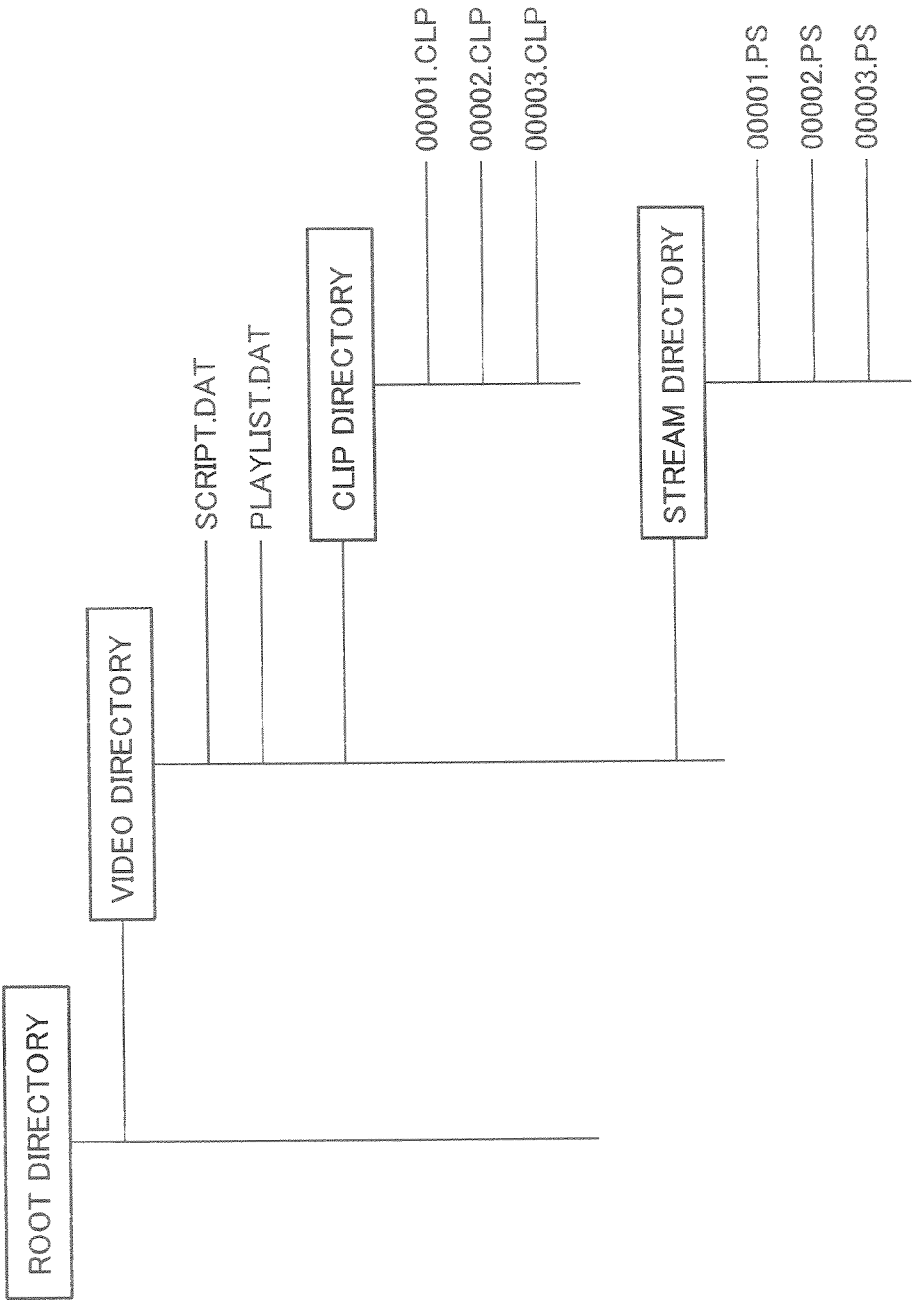 ROOT DIRECTORY
VIDEO DIRECTORY
SCRIPT.DAT
PLAYLIST.DAT
CLIP DIRECTORY
00001.CLP
00002.CLP
00003.CLP
STREAM DIRECTORY
00001.PS
00002.PS
00003.PS